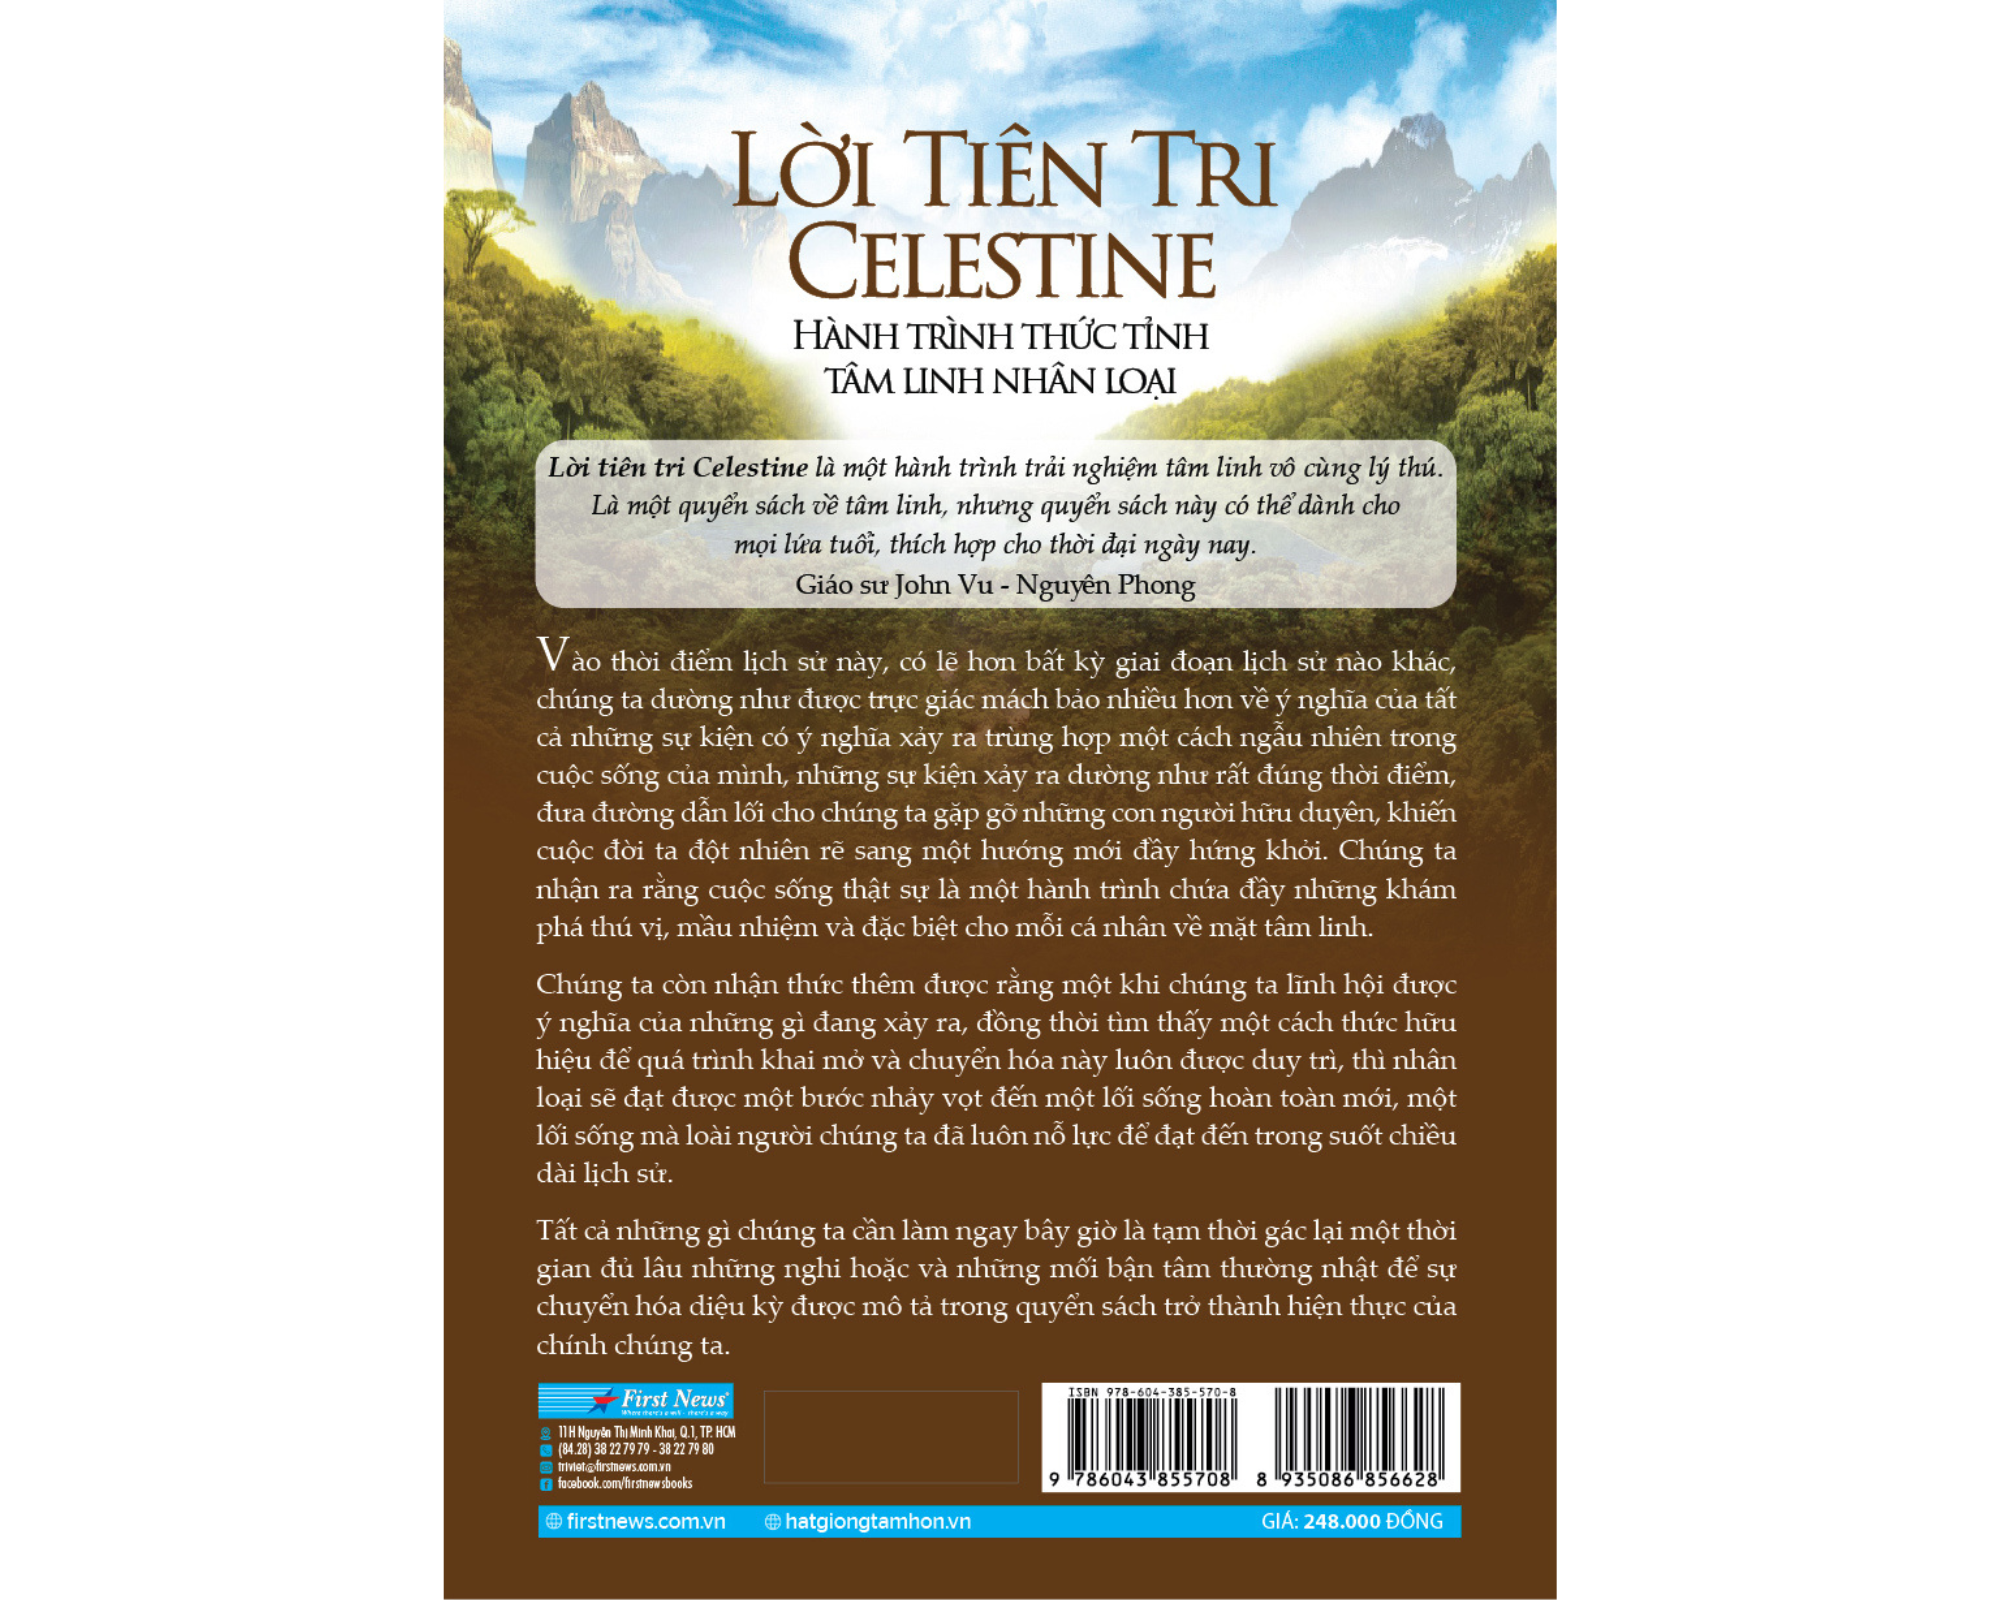 LỜI TIÊN TRI
CELESTINE
HÀNH TRÌNH THỨC TỈNH
TÂM LINH NHÂN LOẠI
Lời tiên tri Celestine là một hành trình trải nghiệm tâm linh vô cùng lý thú.
Là một quyển sách về tâm linh, nhưng quyển sách này có thể dành cho
mọi lứa tuổi, thích hợp cho thời đại ngày nay.
Giáo sư John Vu - Nguyên Phong
Vào thời điểm lịch sử này, có lẽ hơn bất kỳ giai đoạn lịch sử nào khác,
chúng ta dường như được trực giác mách bảo nhiều hơn về ý nghĩa của tất
cả những sự kiện có ý nghĩa xảy ra trùng hợp một cách ngẫu nhiên trong
cuộc sống của mình, những sự kiện xảy ra dường như rất đúng thời điểm,
đưa đường dẫn lối cho chúng ta gặp gỡ những con người hữu duyên, khiến
cuộc đời ta đột nhiên rẽ sang một hướng mới đầy hứng khởi. Chúng ta
nhận ra rằng cuộc sống thật sự là một hành trình chứa đầy những khám
phá thú vị, mầu nhiệm và đặc biệt cho mỗi cá nhân về mặt tâm linh.
Chúng ta còn nhận thức thêm được rằng một khi chúng ta lĩnh hội được
ý nghĩa của những gì đang xảy ra, đồng thời tìm thấy một cách thức hữu
hiệu để quá trình khai mở và chuyển hóa này luôn được duy trì, thì nhân
loại sẽ đạt được một bước nhảy vọt đến một lối sống hoàn toàn mới, một
lối sống mà loài người chúng ta đã luôn nỗ lực để đạt đến trong suốt chiều
dài lịch sử.
Tất cả những gì chúng ta cần làm ngay bây giờ là tạm thời gác lại một thời
gian đủ lâu những nghi hoặc và những mối bận tâm thường nhật để sự
chuyển hóa diệu kỳ được mô tả trong quyển sách trở thành hiện thực của
chính chúng ta.
First News
Where there's a will - there's a way
11H Nguyễn Thị Minh Khai, Q.1, TP. HCM
(84.28) 38 22 79 79 - 38 22 79 80
triviet@firstnews.com.vn
facebook.com/firstnewsbooks
ISBN 978-604-385-570-8
9 786043 855708
8 935086 856628
firstnews.com.vn
hatgiongtamhon.vn
GIÁ: 248.000 ĐỒNG